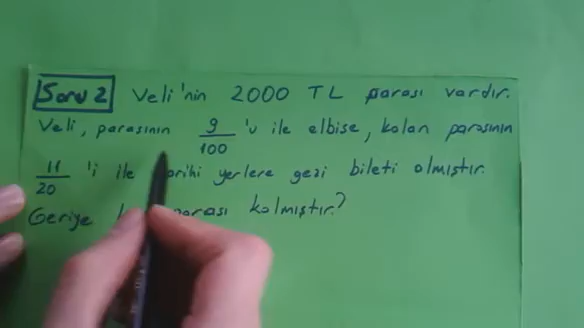 Soru 2 Veli'nin 2000 TL parası vardır.
Veli, parasının 9/100 'u ile elbise, kalan parasının
11/20 'i ile tarihi yerlere gezi bileti almıştır.
Geriye parası kalmıştır?